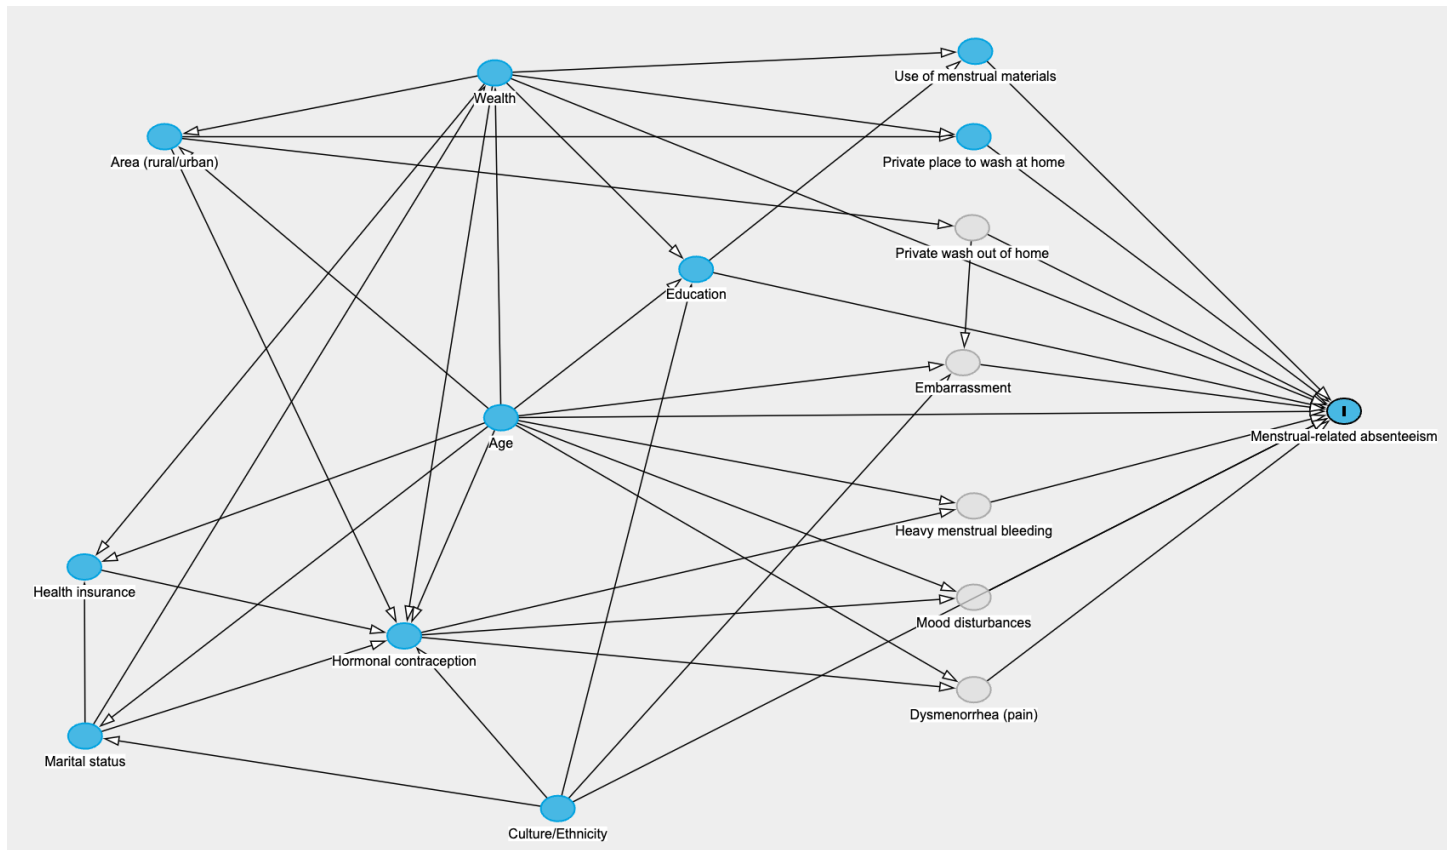 Use of menstrual materials
Wealth
Area (rural/urban)
Private place to wash at home
Private wash out of home
Education
Embarrassment
Age
Menstrual-related absenteeism
I
Heavy menstrual bleeding
Health insurance
Mood disturbances
Hormonal contraception
Dysmenorrhea (pain)
Marital status
Culture/Ethnicity